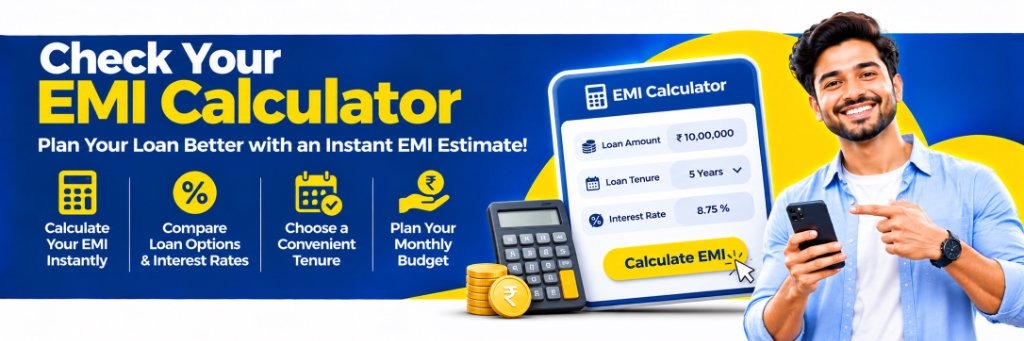 Check Your
EMI Calculator
Plan Your Loan Better with an Instant EMI Estimate!
Calculate
Your EMI
Instantly
%
Compare
Loan Options
& Interest Rates
Choose a
Convenient
Tenure
₹
Plan Your
Monthly
Budget
EMI Calculator
Loan Amount ₹ 10,00,000
Loan Tenure 5 Years
% Interest Rate 8.75 %
Calculate EMI
₹